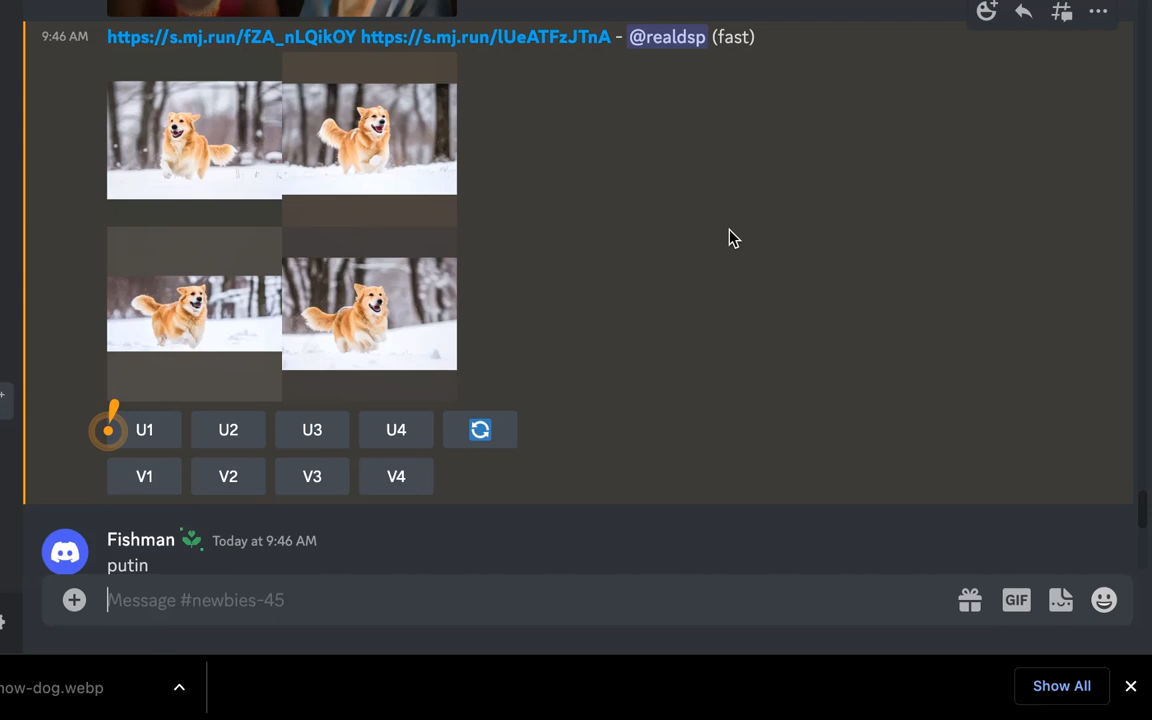 9:46 AM https://s.mj.run/fZA_nLQikOY https://s.mj.run/lUeATFzJTnA - @realdsp (fast)
U1 U2 U3 U4
V1 V2 V3 V4
Fishman Today at 9:46 AM
putin
Message #newbies-45
GIF
now-dog.webp
Show All